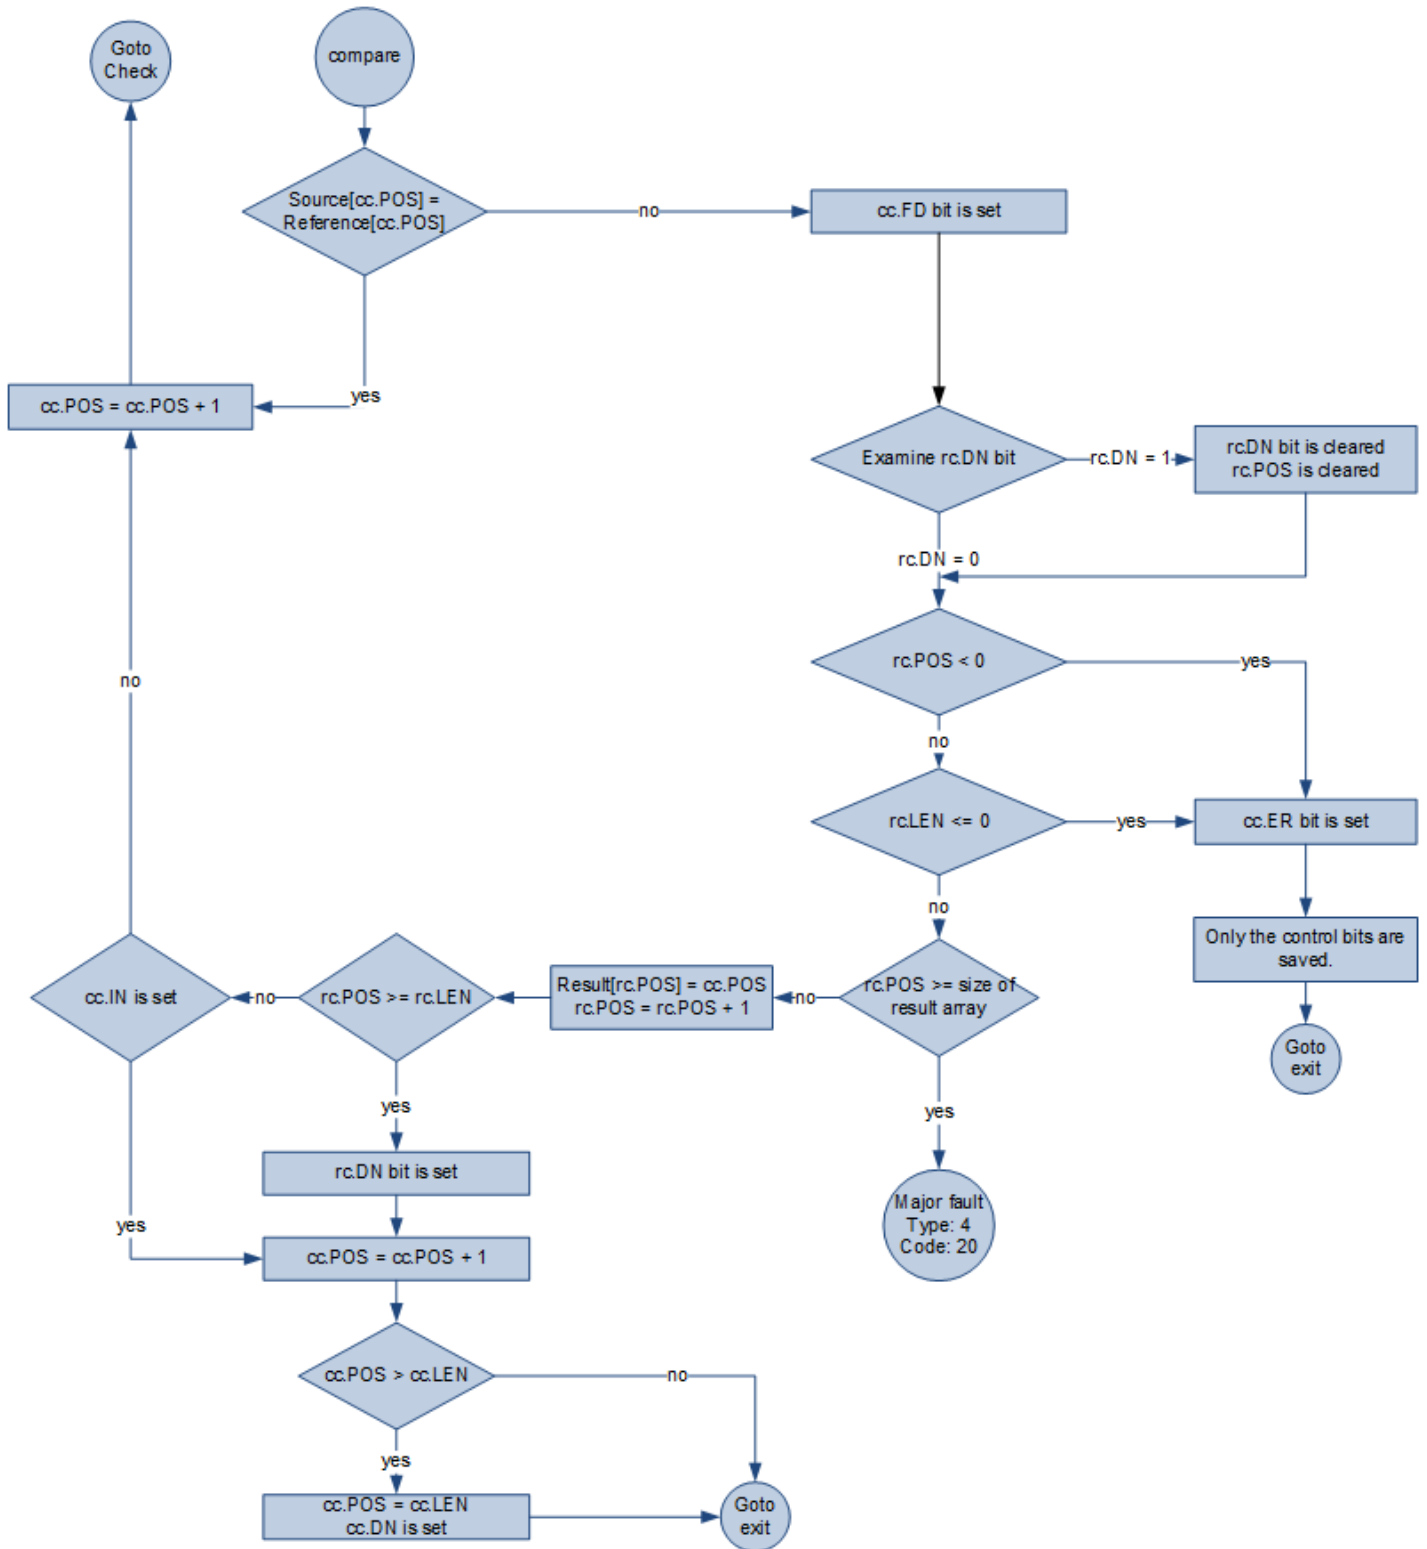 Goto
Check
compare
Source[cc.POS] =
Reference[cc.POS]
no
cc.FD bit is set
yes
cc.POS = cc.POS + 1
Examine rc.DN bit
rc.DN = 1
rc.DN bit is cleared
rc.POS is cleared
rc.DN = 0
rc.POS < 0
yes
no
no
rc.LEN <= 0
yes
cc.ER bit is set
no
Only the control bits are
saved.
cc.IN is set
no
rc.POS >= rc.LEN
Result[rc.POS] = cc.POS
rc.POS = rc.POS + 1
no
rc.POS >= size of
result array
Goto
exit
yes
yes
rc.DN bit is set
Major fault
Type: 4
Code: 20
yes
cc.POS = cc.POS + 1
cc.POS > cc.LEN
no
yes
cc.POS = cc.LEN
cc.DN is set
Goto
exit